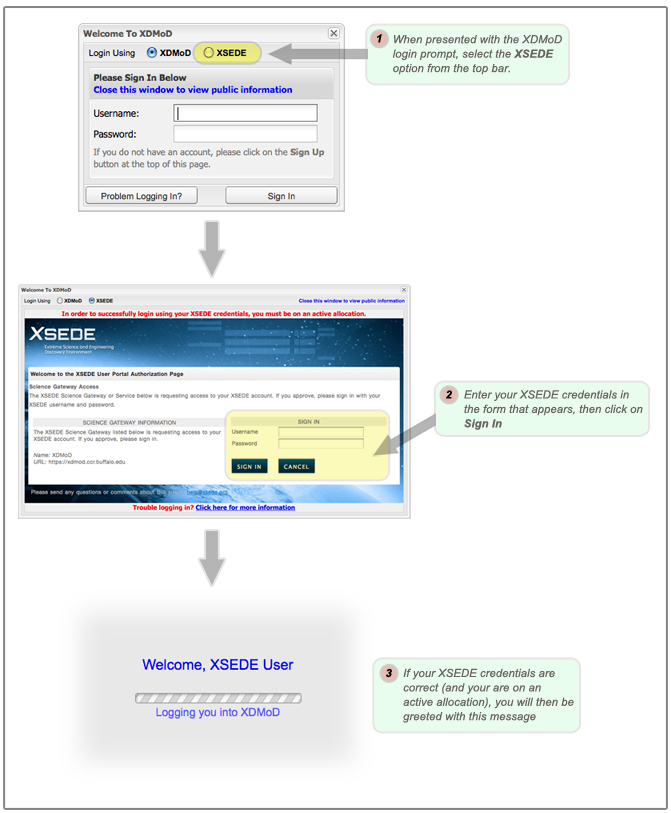 Welcome To XDMoD
Login Using XDMoD XSEDE
Please Sign In Below
Close this window to view public information
Username:
Password:
If you do not have an account, please click on the Sign Up
button at the top of this page.
Problem Logging In? Sign In
1 When presented with the XDMoD
login prompt, select the XSEDE
option from the top bar.
Welcome To XDMoD
Login Using XDMoD XSEDE Close this window to view public information
In order to successfully login using your XSEDE credentials, you must be on an active allocation.
XSEDE
Extreme Science and Engineering
Discovery Environment
Welcome to the XSEDE User Portal Authorization Page
Science Gateway Access
The XSEDE Science Gateway or Service below is requesting access to your XSEDE account. If you approve, please sign in with your
XSEDE username and password.
SCIENCE GATEWAY INFORMATION
The XSEDE Science Gateway listed below is requesting access to your
XSEDE account. If you approve, please sign in.
Name: XDMoD
URL: https://xdmod.ccr.buffalo.edu
SIGN IN
Username
Password
SIGN IN CANCEL
Please send any questions or comments about this
Trouble logging in? Click here for more information
2 Enter your XSEDE credentials in
the form that appears, then click on
Sign In
Welcome, XSEDE User
Logging you into XDMoD
3 If your XSEDE credentials are
correct (and your are on an
active allocation), you will then be
greeted with this message